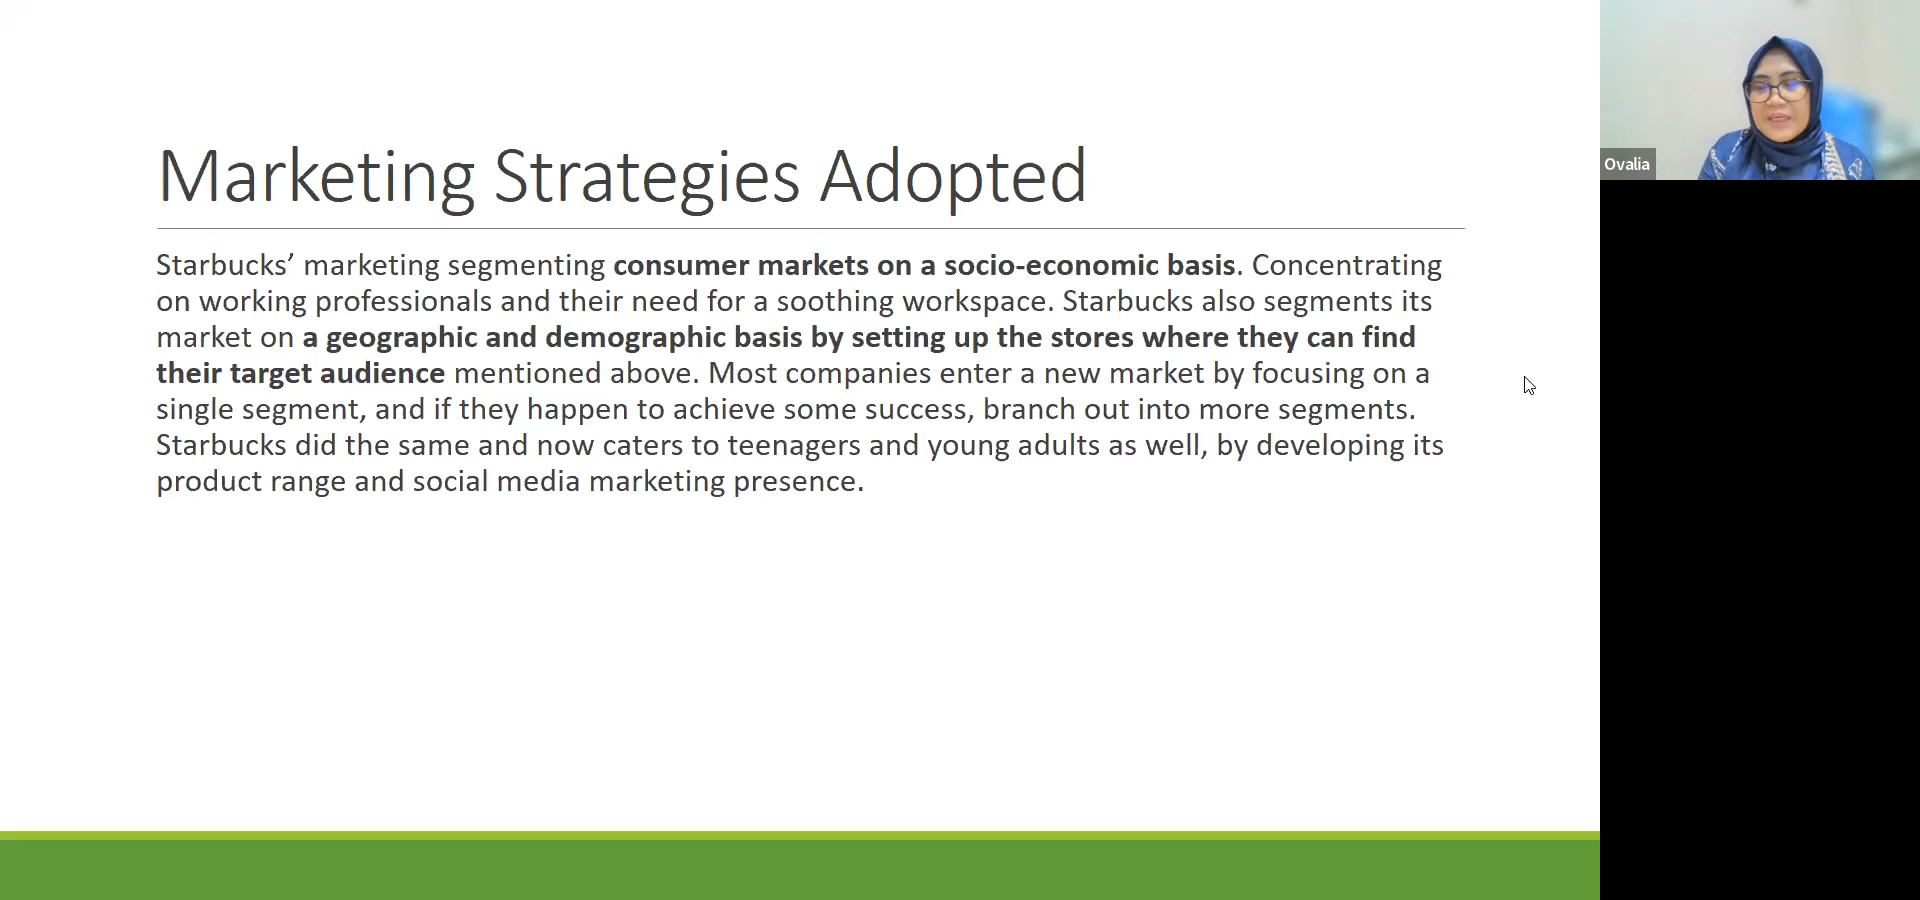 Marketing Strategies Adopted
Starbucks’ marketing segmenting consumer markets on a socio-economic basis. Concentrating
on working professionals and their need for a soothing workspace. Starbucks also segments its
market on a geographic and demographic basis by setting up the stores where they can find
their target audience mentioned above. Most companies enter a new market by focusing on a
single segment, and if they happen to achieve some success, branch out into more segments.
Starbucks did the same and now caters to teenagers and young adults as well, by developing its
product range and social media marketing presence.
Ovalia